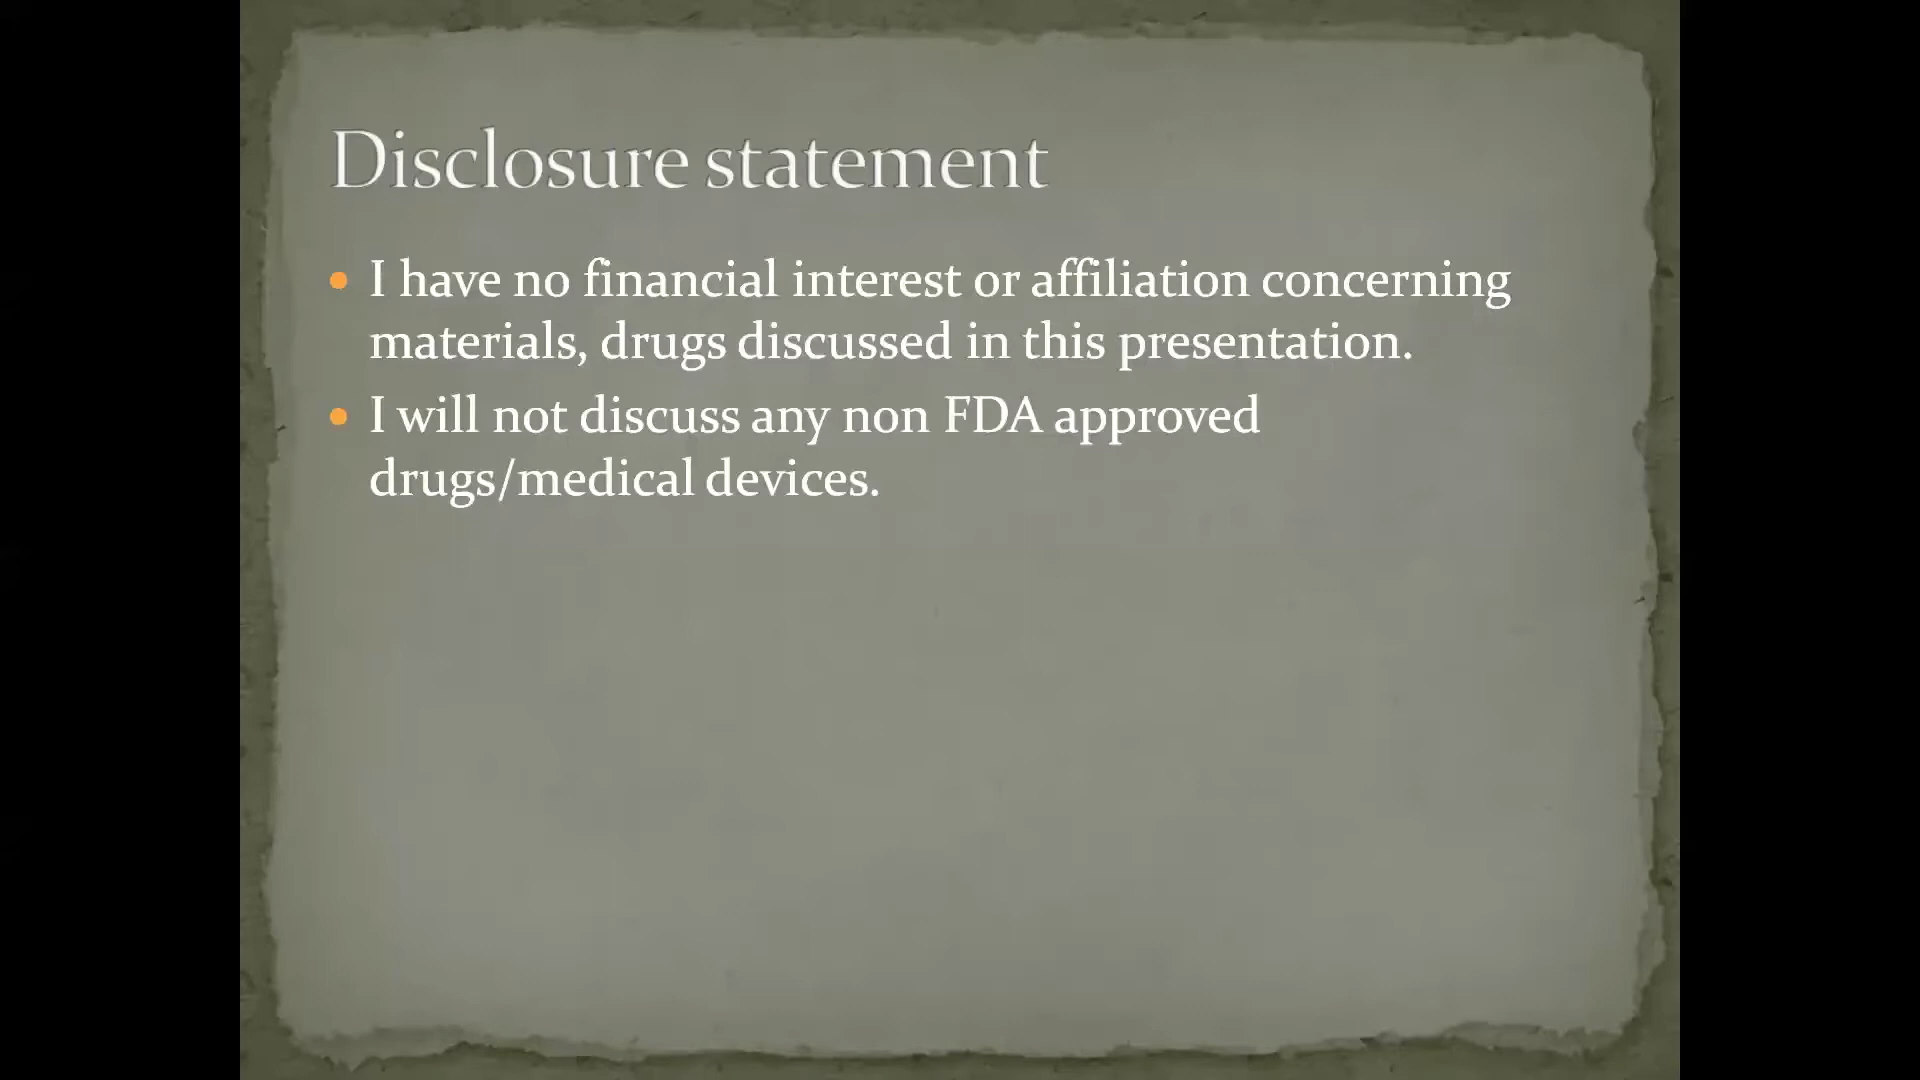 Disclosure statement
I have no financial interest or affiliation concerning
materials, drugs discussed in this presentation.
I will not discuss any non FDA approved
drugs/medical devices.